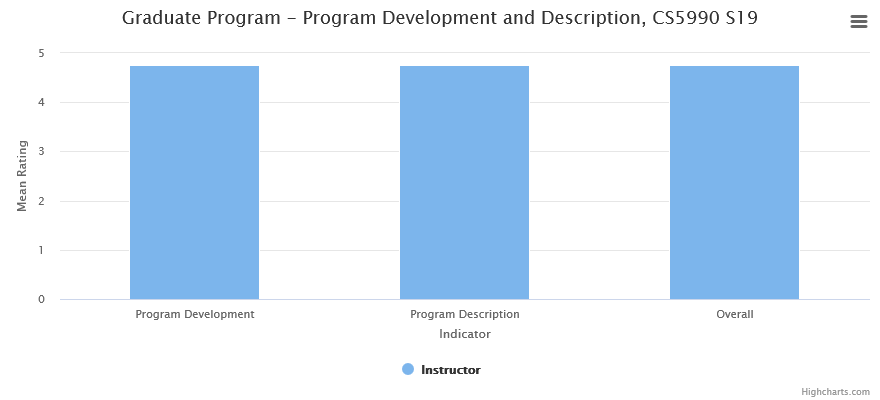 Graduate Program - Program Development and Description, CS5990 S19
5
4
3
2
1
0
Mean Rating
Program Development
Program Description
Overall
Indicator
Instructor
Highcharts.com